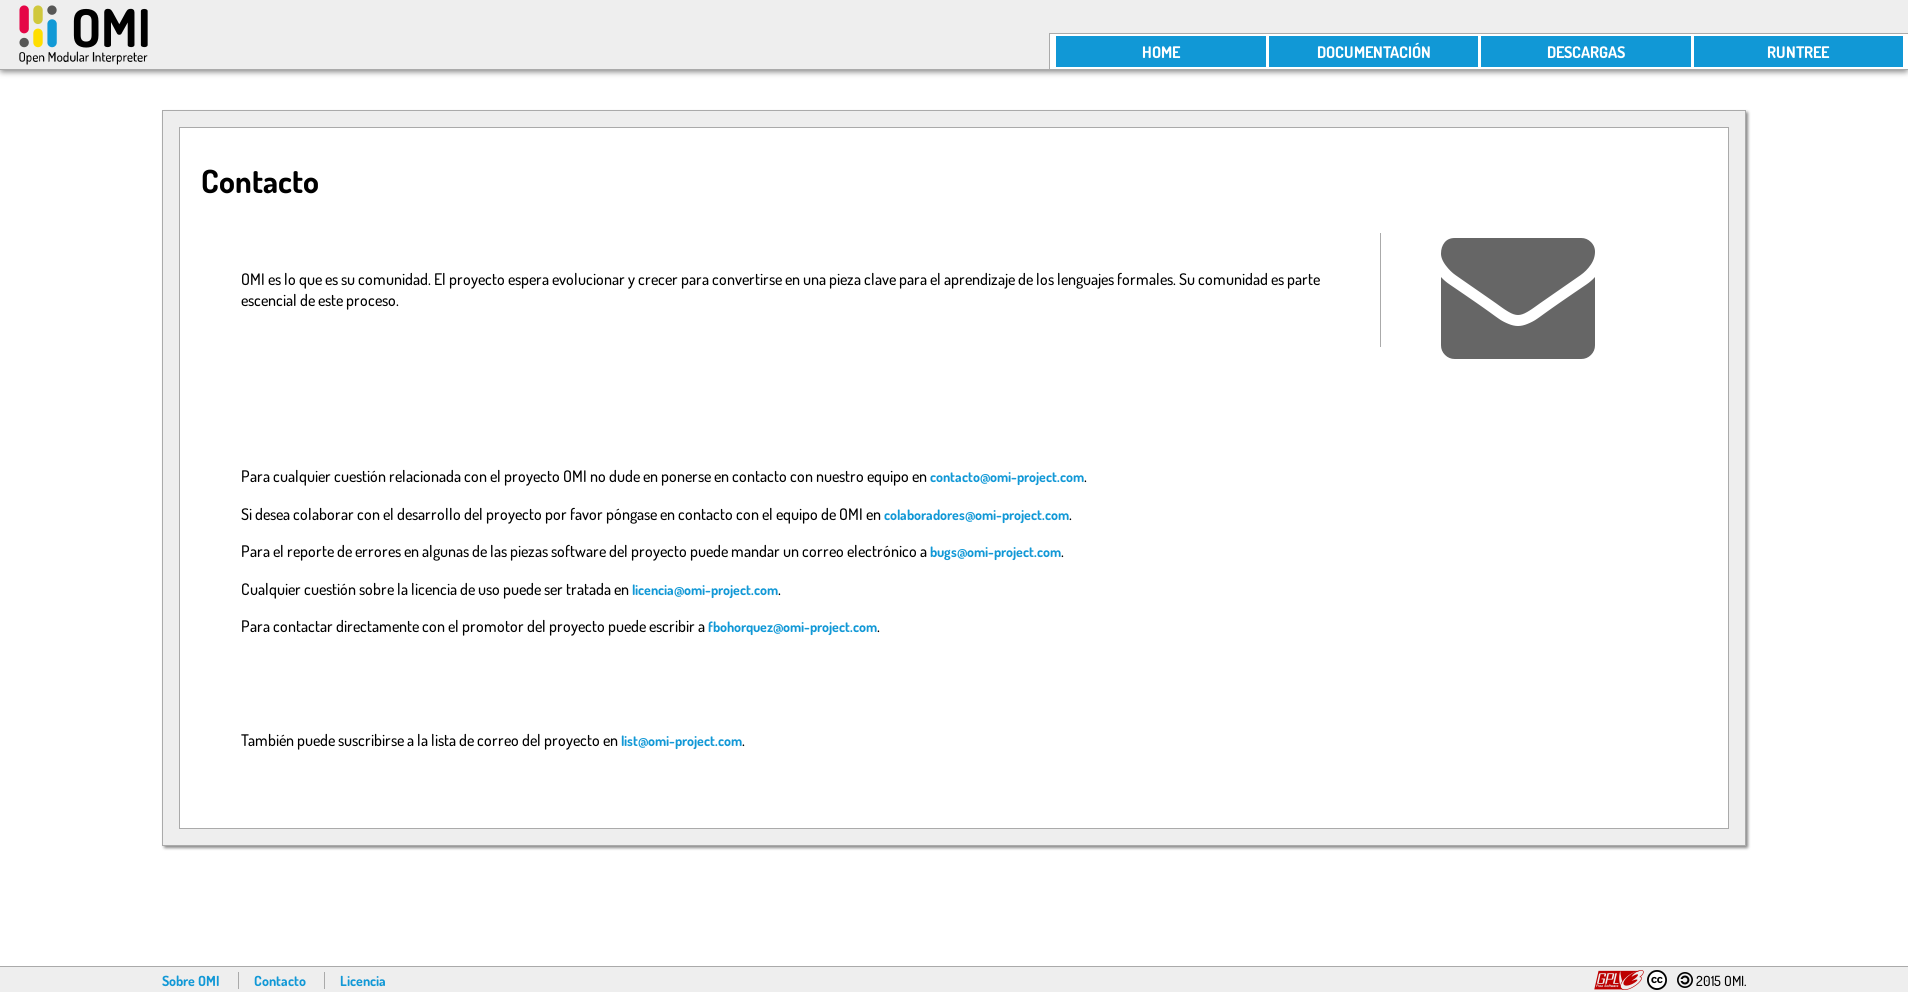 OMI
Open Modular Interpreter
HOME
DOCUMENTACIÓN
DESCARGAS
RUNTREE
Contacto
OMI es lo que es su comunidad. El proyecto espera evolucionar y crecer para convertirse en una pieza clave para el aprendizaje de los lenguajes formales. Su comunidad es parte
escencial de este proceso.
Para cualquier cuestión relacionada con el proyecto OMI no dude en ponerse en contacto con nuestro equipo en contacto@omi-project.com.
Si desea colaborar con el desarrollo del proyecto por favor póngase en contacto con el equipo de OMI en colaboradores@omi-project.com.
Para el reporte de errores en algunas de las piezas software del proyecto puede mandar un correo electrónico a bugs@omi-project.com.
Cualquier cuestión sobre la licencia de uso puede ser tratada en licencia@omi-project.com.
Para contactar directamente con el promotor del proyecto puede escribir a fbohorquez@omi-project.com.
También puede suscribirse a la lista de correo del proyecto en list@omi-project.com.
Sobre OMI
Contacto
Licencia
GPLv3
cc
2015 OMI.